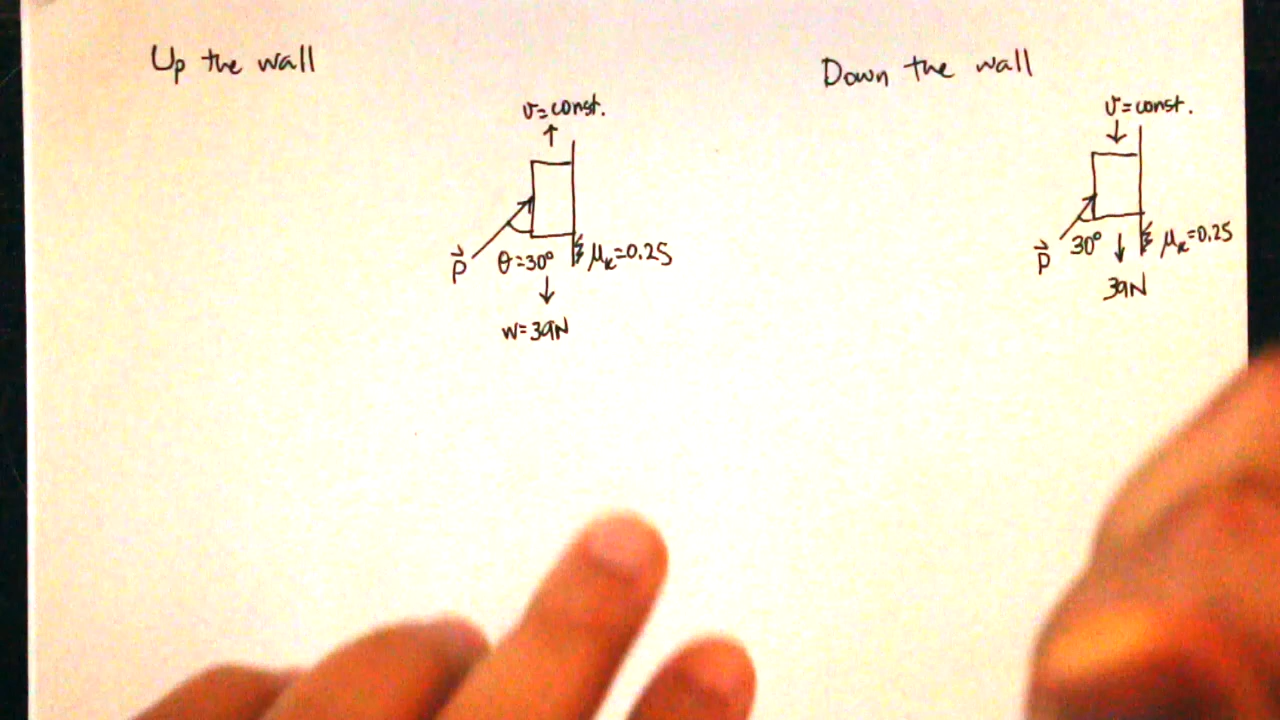 Up the wall
v=const.
P
θ=30°
μk=0.25
W=39N
Down the wall
v=const.
P
30°
μk=0.25
39N